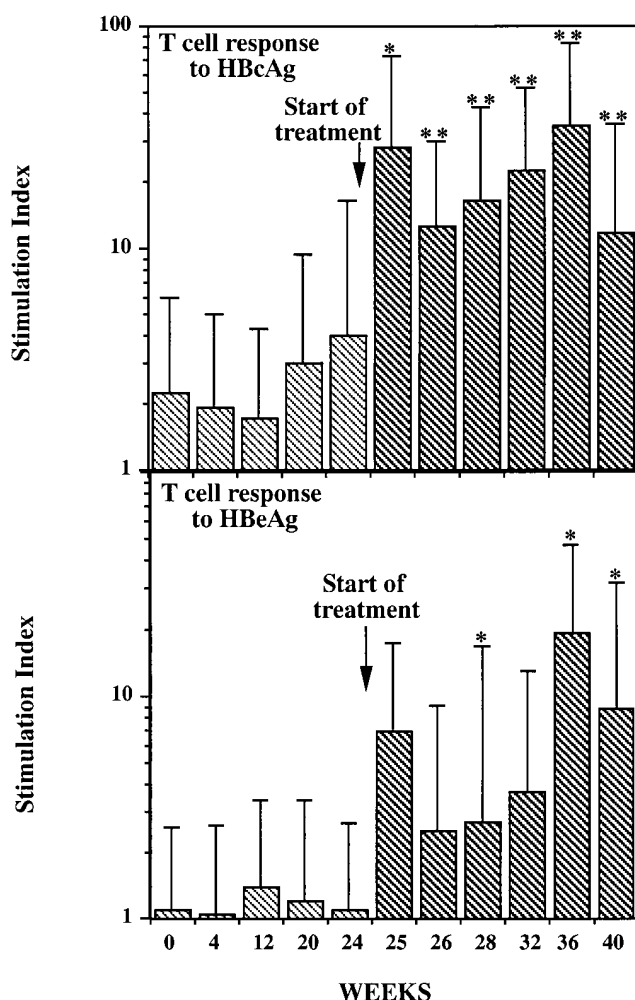 100
T cell response
to HBcAg
Start of
treatment
*
**
**
**
**
**
10
1
Stimulation Index
T cell response
to HBeAg
Start of
treatment
*
*
*
10
1
Stimulation Index
0 4 12 20 24 25 26 28 32 36 40
WEEKS